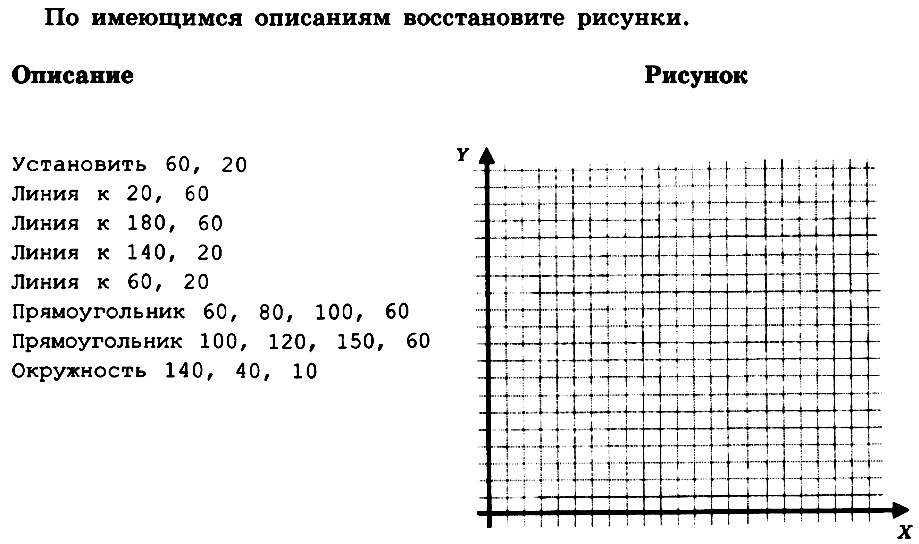 По имеющимся описаниям восстановите рисунки.
Описание
Рисунок
Установить 60, 20
Линия к 20, 60
Линия к 180, 60
Линия к 140, 20
Линия к 60, 20
Прямоугольник 60, 80, 100, 60
Прямоугольник 100, 120, 150, 60
Окружность 140, 40, 10
Y
X